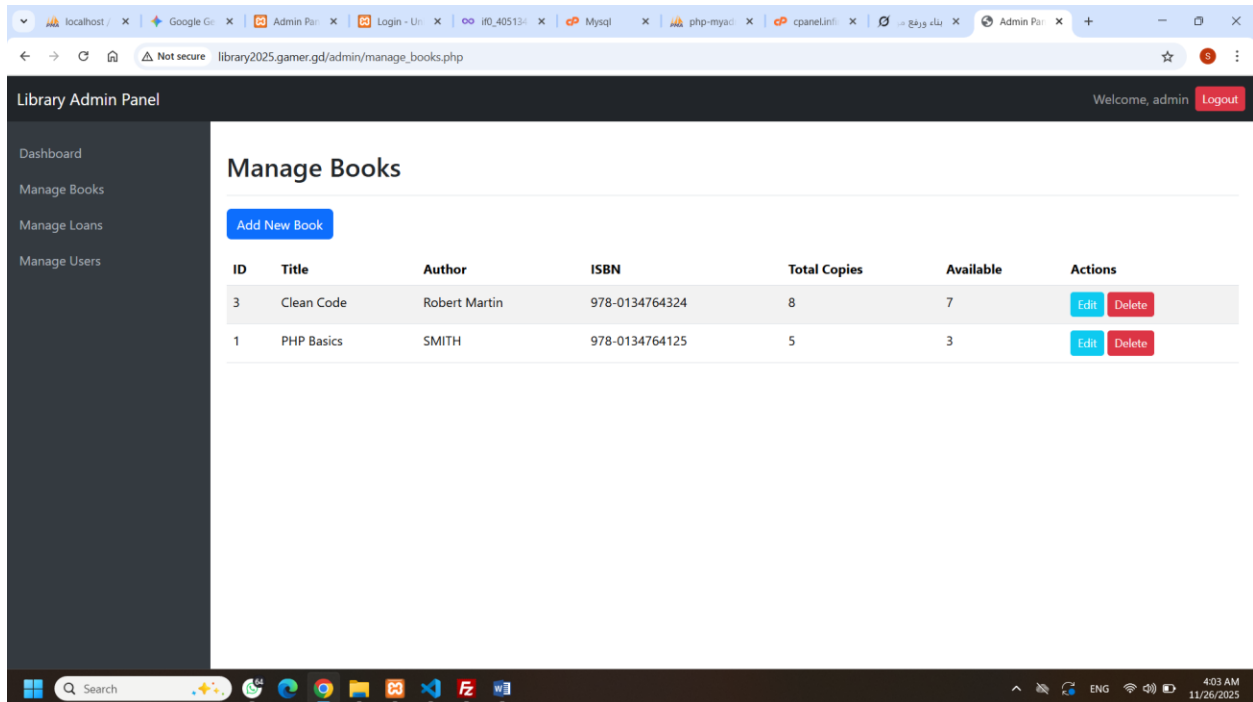 localhost / Google Ge Admin Pan Login - Un if0_405134 Mysql php-myad cpanel.infi بناء ورفع Admin Pan
Not secure library2025.gamer.gd/admin/manage_books.php S
Library Admin Panel Welcome, admin Logout
Dashboard
Manage Books
Manage Loans
Manage Users
Manage Books
Add New Book
ID Title Author ISBN Total Copies Available Actions
3 Clean Code Robert Martin 978-0134764324 8 7 Edit Delete
1 PHP Basics SMITH 978-0134764125 5 3 Edit Delete
Search ENG 4:03 AM
11/26/2025